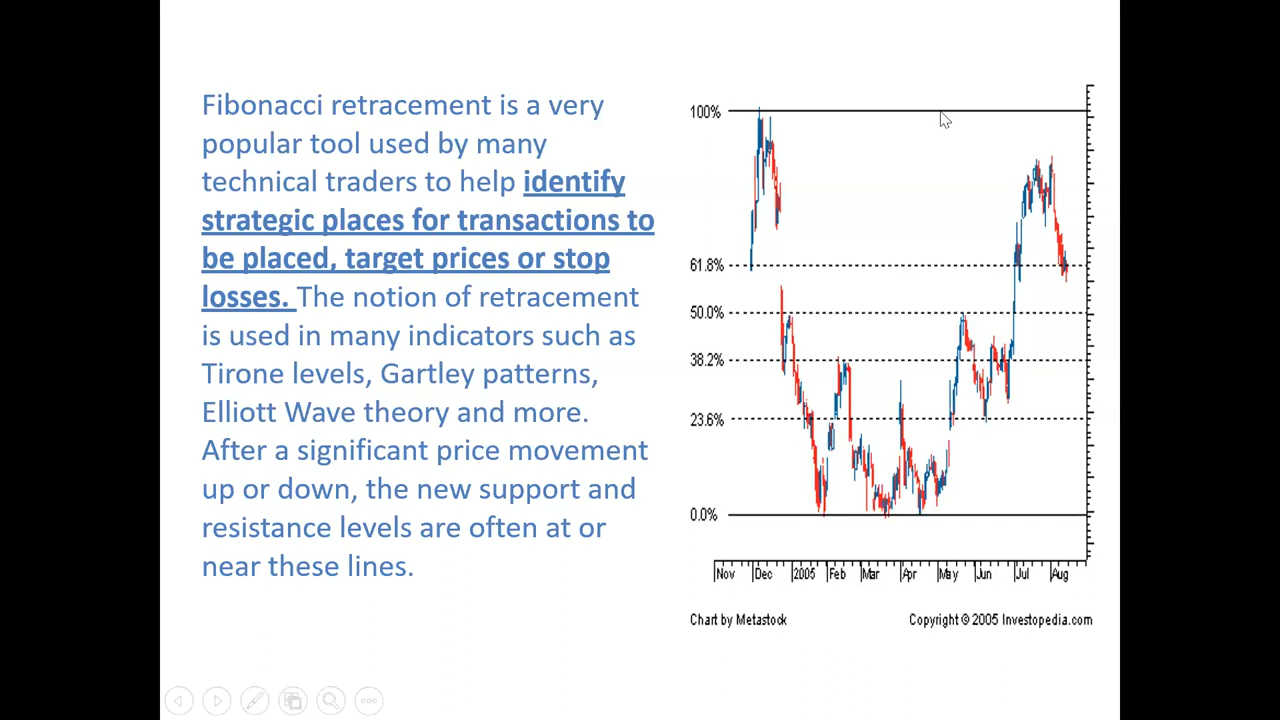 Fibonacci retracement is a very
popular tool used by many
technical traders to help identify
strategic places for transactions to
be placed, target prices or stop
losses. The notion of retracement
is used in many indicators such as
Tirone levels, Gartley patterns,
Elliott Wave theory and more.
After a significant price movement
up or down, the new support and
resistance levels are often at or
near these lines.
100%
61.8%
50.0%
38.2%
23.6%
0.0%
Nov Dec 2005 Feb Mar Apr May Jun Jul Aug
Chart by Metastock Copyright © 2005 Investopedia.com